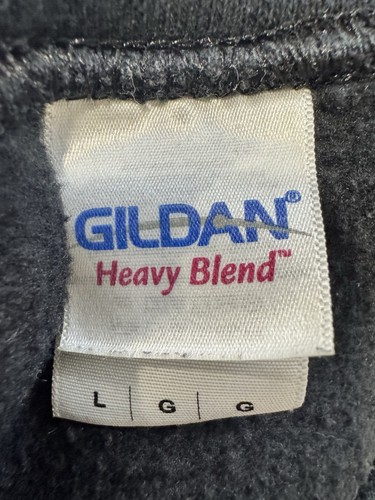 GILDAN®
Heavy Blend™
L | G | G